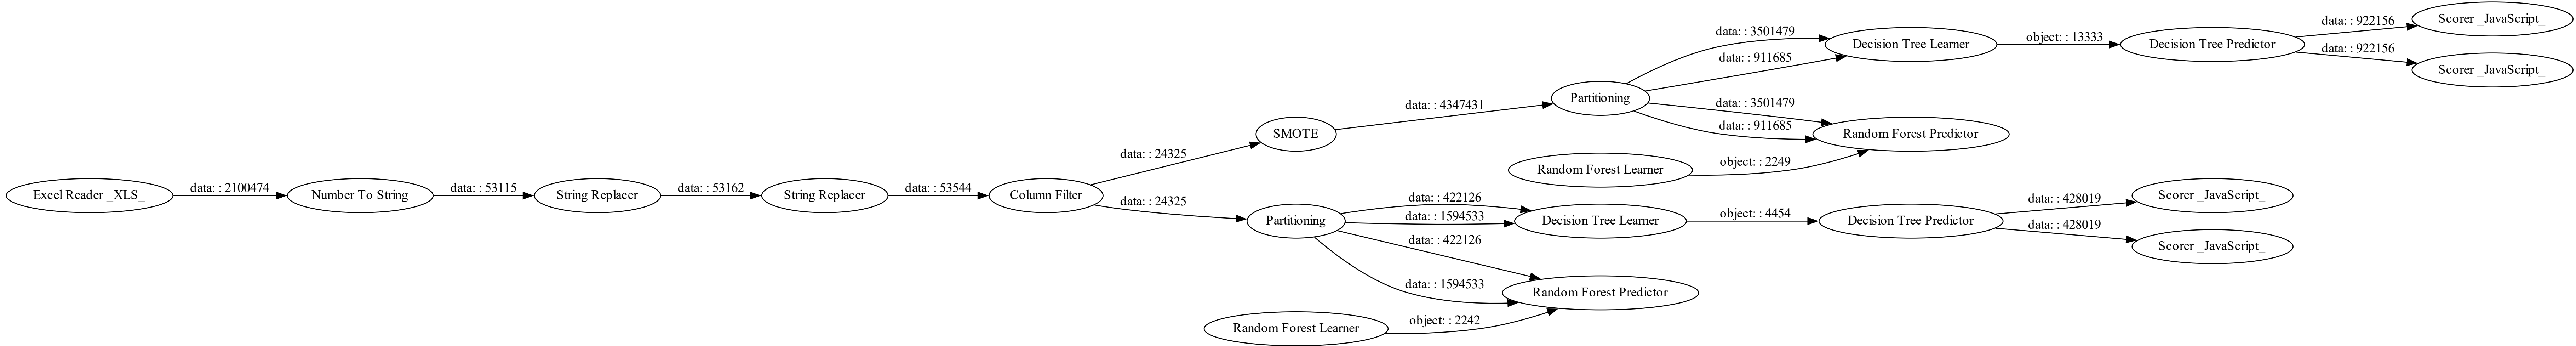 Excel Reader _XLS_
data: : 2100474
Number To String
data: : 53115
String Replacer
data: : 53162
String Replacer
data: : 53544
Column Filter
data: : 24325
SMOTE
data: : 4347431
Partitioning
data: : 3501479
data: : 911685
Decision Tree Learner
object: : 13333
Decision Tree Predictor
data: : 922156
Scorer _JavaScript_
data: : 922156
Scorer _JavaScript_
data: : 3501479
data: : 911685
Random Forest Predictor
Random Forest Learner
object: : 2249
data: : 24325
Partitioning
data: : 422126
data: : 1594533
Decision Tree Learner
object: : 4454
Decision Tree Predictor
data: : 428019
Scorer _JavaScript_
data: : 428019
Scorer _JavaScript_
data: : 422126
data: : 1594533
Random Forest Predictor
Random Forest Learner
object: : 2242